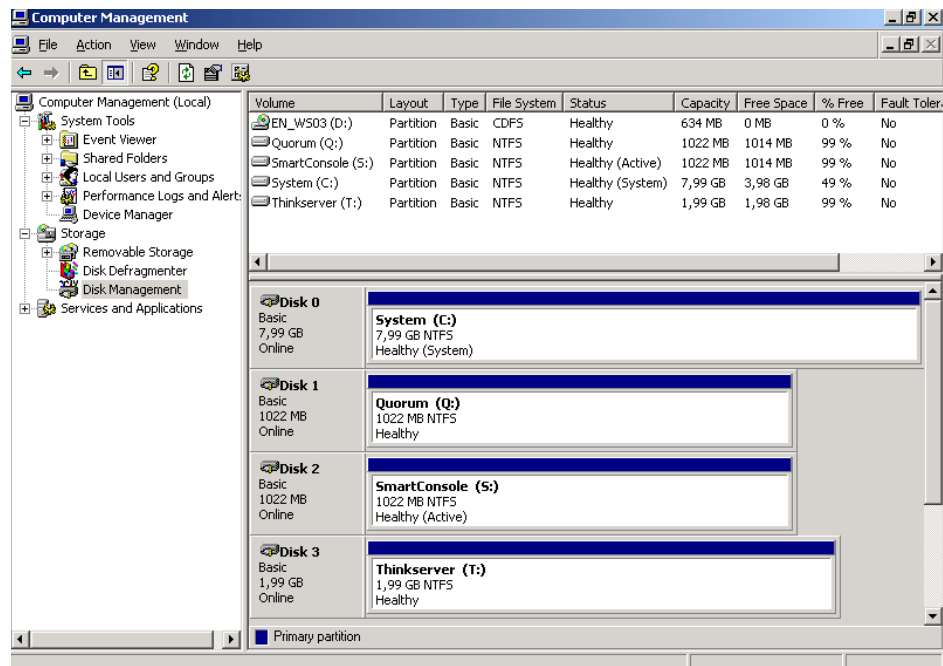 Computer Management
File Action View Window Help
Computer Management (Local)
System Tools
Event Viewer
Shared Folders
Local Users and Groups
Performance Logs and Alert
Device Manager
Storage
Removable Storage
Disk Defragmenter
Disk Management
Services and Applications
Volume Layout Type File System Status Capacity Free Space % Free Fault Toler
EN_WS03 (D:) Partition Basic CDFS Healthy 634 MB 0 MB 0 % No
Quorum (Q:) Partition Basic NTFS Healthy 1022 MB 1014 MB 99 % No
SmartConsole (S:) Partition Basic NTFS Healthy (Active) 1022 MB 1014 MB 99 % No
System (C:) Partition Basic NTFS Healthy (System) 7,99 GB 3,98 GB 49 % No
Thinkserver (T:) Partition Basic NTFS Healthy 1,99 GB 1,98 GB 99 % No
Disk 0
Basic
7,99 GB
Online
System (C:)
7,99 GB NTFS
Healthy (System)
Disk 1
Basic
1022 MB
Online
Quorum (Q:)
1022 MB NTFS
Healthy
Disk 2
Basic
1022 MB
Online
SmartConsole (S:)
1022 MB NTFS
Healthy (Active)
Disk 3
Basic
1,99 GB
Online
Thinkserver (T:)
1,99 GB NTFS
Healthy
Primary partition